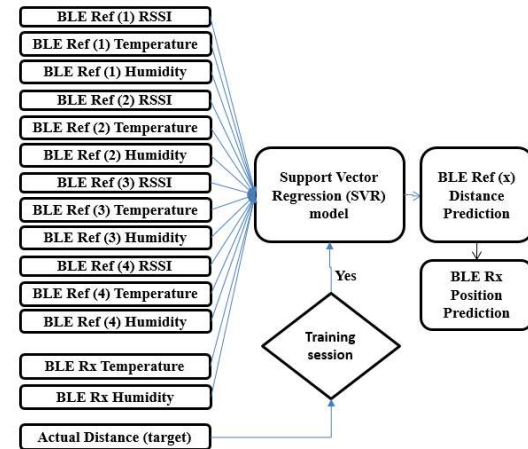 BLE Ref (1) RSSI
BLE Ref (1) Temperature
BLE Ref (1) Humidity
BLE Ref (2) RSSI
BLE Ref (2) Temperature
BLE Ref (2) Humidity
BLE Ref (3) RSSI
BLE Ref (3) Temperature
BLE Ref (3) Humidity
BLE Ref (4) RSSI
BLE Ref (4) Temperature
BLE Ref (4) Humidity
BLE Rx Temperature
BLE Rx Humidity
Actual Distance (target)
Support Vector
Regression (SVR)
model
Yes
Training
session
BLE Ref (x)
Distance
Prediction
BLE Rx
Position
Prediction